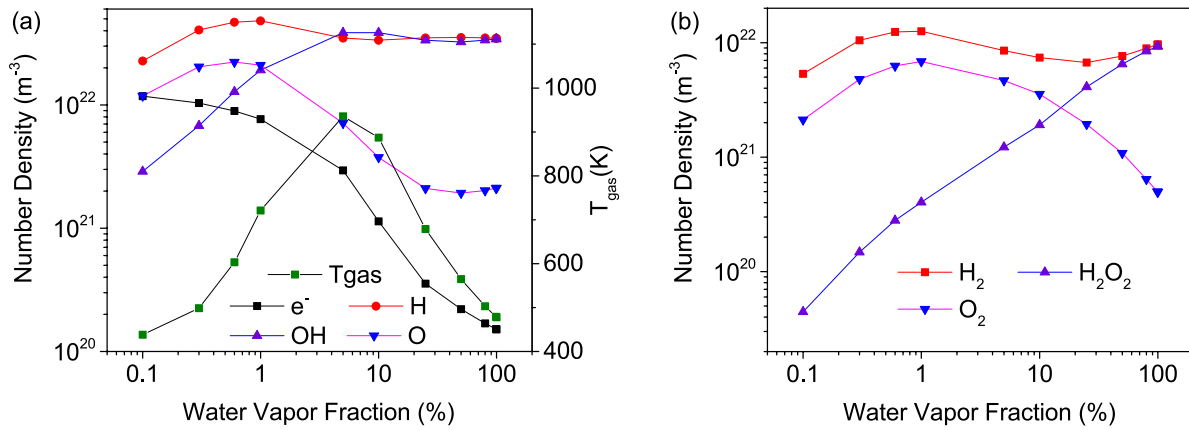 (a)
Number Density (m⁻³)
10²²
10²¹
10²⁰
0.1
1
10
100
Water Vapor Fraction (%)
1000
800
600
400
T_gas(K)
Tgas
e⁻
H
OH
O
(b)
Number Density (m⁻³)
10²²
10²¹
10²⁰
0.1
1
10
100
Water Vapor Fraction (%)
H₂
H₂O₂
O₂